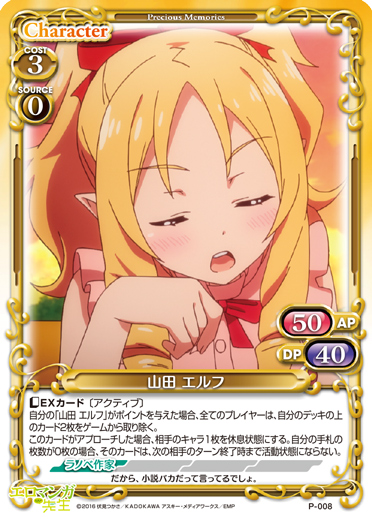 Precious Memories
Character
COST
3
SOURCE
0
50 AP
DP 40
山田 エルフ
EXカード 〔アクティブ〕
自分の「山田 エルフ」がポイントを与えた場合、全てのプレイヤーは、自分のデッキの上
のカード2枚をゲームから取り除く。
このカードがアプローチした場合、相手のキャラ1枚を休息状態にする。自分の手札の
枚数が0枚の場合、そのカードは、次の相手のターン終了時まで活動状態にならない。
ラノベ作家
だから、小説バカだって言ってるでしょ。
エロマンガ
先生
©2016 伏見つかさ/KADOKAWA アスキー・メディアワークス/EMP
P-008